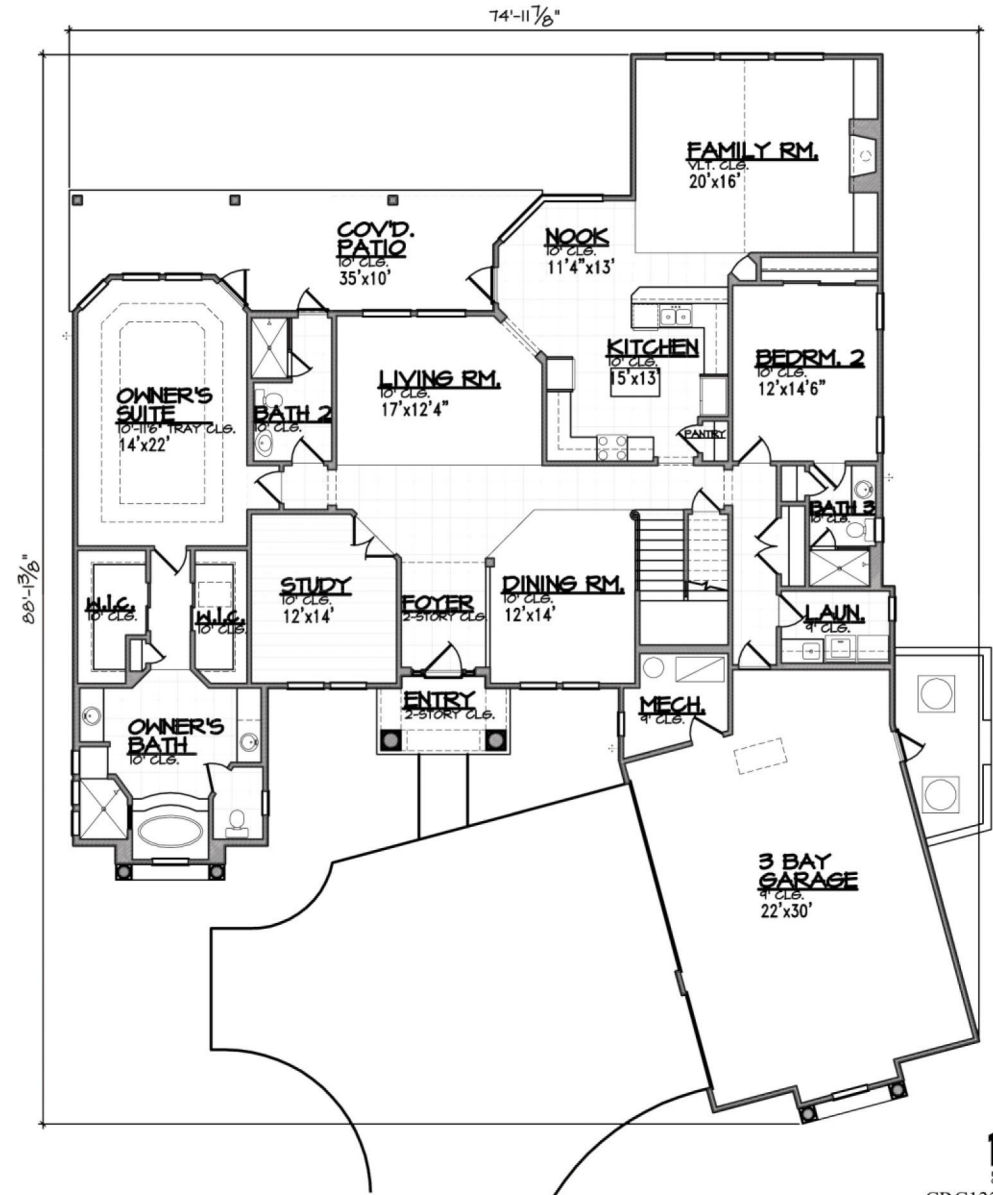 74'-11⅞"
88'-1⅜"
FAMILY RM.
VLT. CLG.
20'x16'
COV'D.
PATIO
10' CLG.
35'x10'
NOOK
10' CLG.
11'4"x13'
KITCHEN
10' CLG.
15'x13'
PANTRY
BEDRM. 2
10' CLG.
12'x14'6"
LIVING RM.
10' CLG.
17'x12'4"
OWNER'S
SUITE
10'-11'6" TRAY CLG.
14'x22'
BATH 2
10' CLG.
BATH 3
10' CLG.
W.I.C.
10' CLG.
W.I.C.
10' CLG.
STUDY
10' CLG.
12'x14'
FOYER
2-STORY CLG.
DINING RM.
10' CLG.
12'x14'
LAUN.
9' CLG.
ENTRY
2-STORY CLG.
MECH.
9' CLG.
OWNER'S
BATH
10' CLG.
3 BAY
GARAGE
9' CLG.
22'x30'